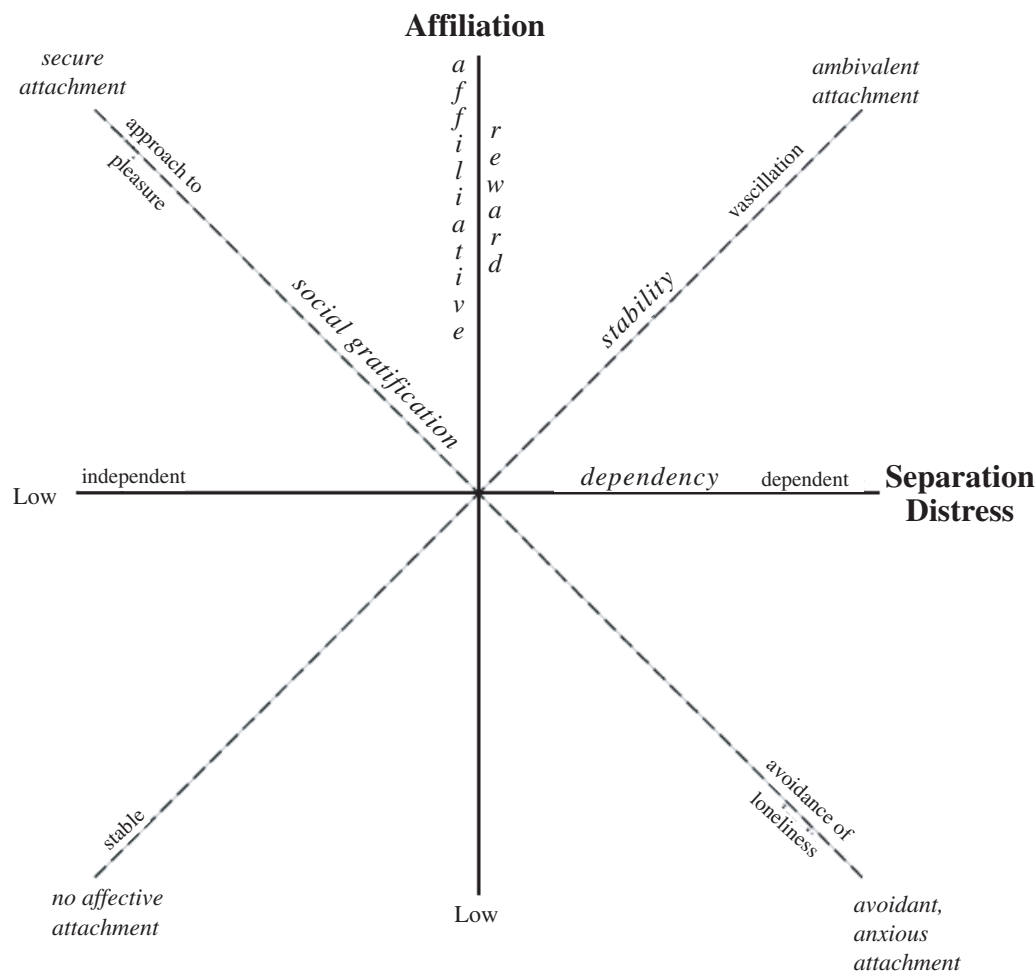 Affiliation
secure
attachment
ambivalent
attachment
affiliative
reward
approach to
pleasure
vascillation
social gratification
stability
independent
dependency
dependent
Low
Separation
Distress
stable
avoidance of
loneliness
no affective
attachment
Low
avoidant,
anxious
attachment